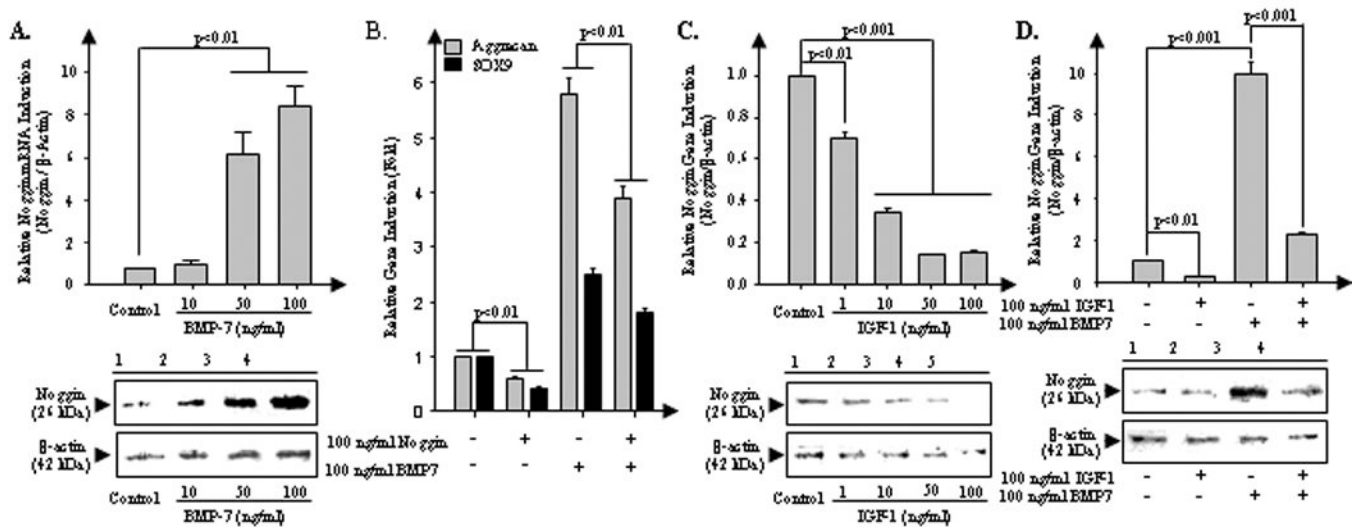 A.
p<0.01
Relative Noggin mRNA Induction
(Noggin / β-Actin)
10
8
6
4
2
0
Control
10
50
100
BMP-7 (ng/ml)
1 2 3 4
Noggin
(26 kDa)
β-actin
(42 kDa)
Control
10
50
100
BMP-7 (ng/ml)
B.
Aggrecan
SOX9
p<0.01
p<0.01
Relative Gene Induction (Fold)
6
5
4
3
2
1
0
- + - + 100 ng/ml Noggin
- - + + 100 ng/ml BMP7
C.
p<0.001
p<0.01
Relative Noggin Gene Induction
(Noggin/β-actin)
1.0
0.8
0.6
0.4
0.2
0.0
Control
1
10
50
100
IGF-1 (ng/ml)
1 2 3 4 5
Noggin
(26 kDa)
β-actin
(42 kDa)
Control
1
10
50
100
IGF-1 (ng/ml)
D.
p<0.001
p<0.001
p<0.01
Relative Noggin Gene Induction
(Noggin/β-actin)
10
8
6
4
2
0
100 ng/ml IGF-1 - + - +
100 ng/ml BMP7 - - + +
1 2 3 4
Noggin
(26 kDa)
β-actin
(42 kDa)
100 ng/ml IGF-1 - + - +
100 ng/ml BMP7 - - + +